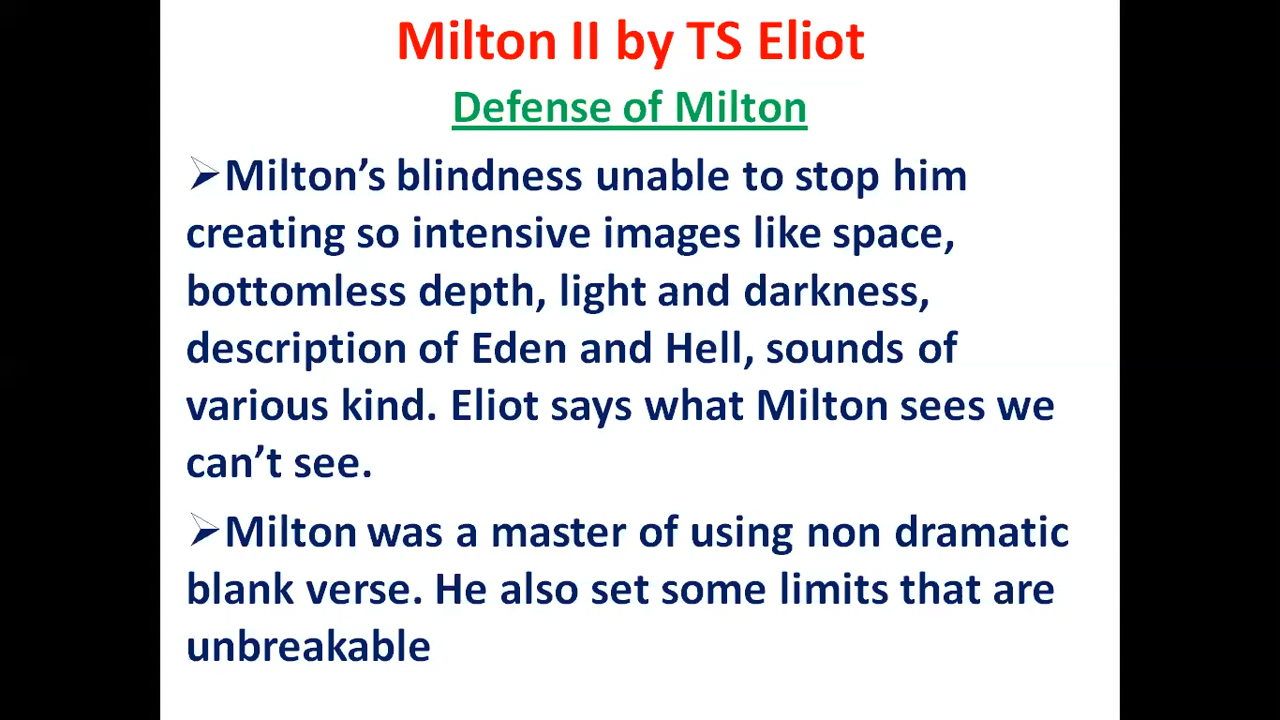 Milton II by TS Eliot
Defense of Milton
➢Milton’s blindness unable to stop him
creating so intensive images like space,
bottomless depth, light and darkness,
description of Eden and Hell, sounds of
various kind. Eliot says what Milton sees we
can’t see.
➢Milton was a master of using non dramatic
blank verse. He also set some limits that are
unbreakable